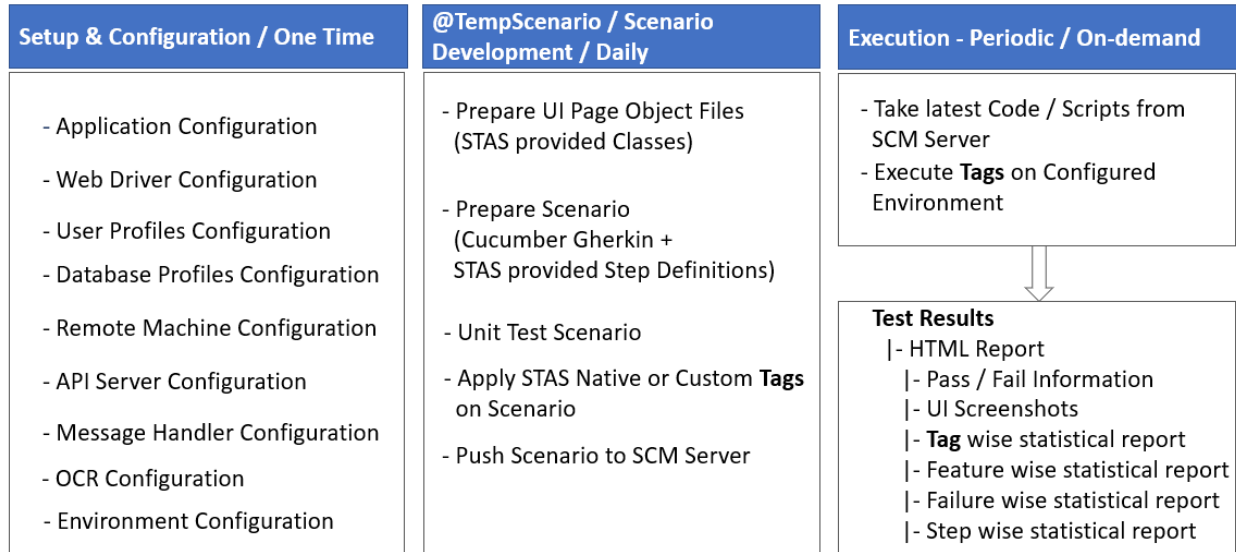 Setup & Configuration / One Time
- Application Configuration
- Web Driver Configuration
- User Profiles Configuration
- Database Profiles Configuration
- Remote Machine Configuration
- API Server Configuration
- Message Handler Configuration
- OCR Configuration
- Environment Configuration
@TempScenario / Scenario
Development / Daily
- Prepare UI Page Object Files
(STAS provided Classes)
- Prepare Scenario
(Cucumber Gherkin +
STAS provided Step Definitions)
- Unit Test Scenario
- Apply STAS Native or Custom Tags
on Scenario
- Push Scenario to SCM Server
Execution - Periodic / On-demand
- Take latest Code / Scripts from
SCM Server
- Execute Tags on Configured
Environment
Test Results
|- HTML Report
|- Pass / Fail Information
|- UI Screenshots
|- Tag wise statistical report
|- Feature wise statistical report
|- Failure wise statistical report
|- Step wise statistical report